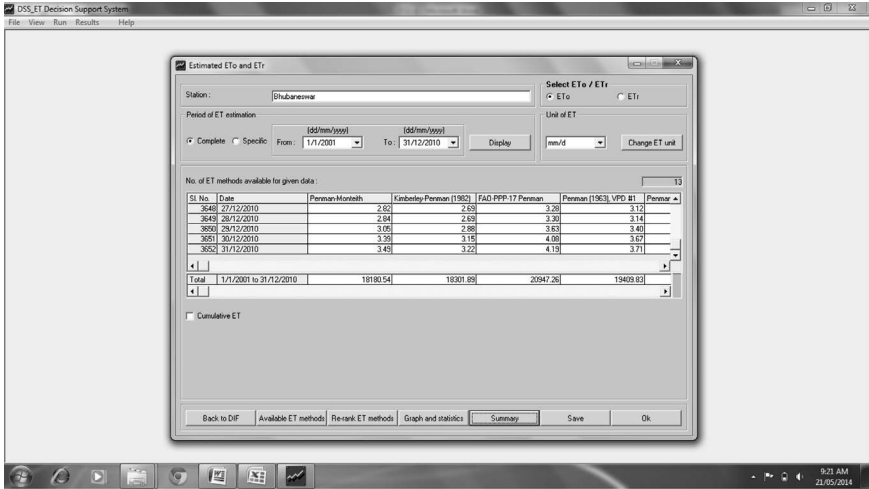 DSS_ET Decision Support System
File View Run Results Help
Estimated ETo and ETr
Station : Bhubaneswar
Select ETo / ETr
ETo ETr
Period of ET estimation
Complete Specific From : (dd/mm/yyyy) 1/1/2001 To : (dd/mm/yyyy) 31/12/2010 Display
Unit of ET
mm/d Change ET unit
No. of ET methods available for given data : 13
Sl. No. Date Penman-Monteith Kimberley-Penman (1982) FAO-PPP-17 Penman Penman (1963), VPD #1 Penmar
3648 27/12/2010 2.82 2.69 3.28 3.12
3649 28/12/2010 2.84 2.69 3.30 3.14
3650 29/12/2010 3.05 2.88 3.63 3.40
3651 30/12/2010 3.39 3.15 4.08 3.67
3652 31/12/2010 3.49 3.22 4.19 3.71
Total 1/1/2001 to 31/12/2010 18180.54 18301.89 20947.26 19409.83
Cumulative ET
Back to DIF Available ET methods Re-rank ET methods Graph and statistics Summary Save Ok
9:21 AM
21/05/2014